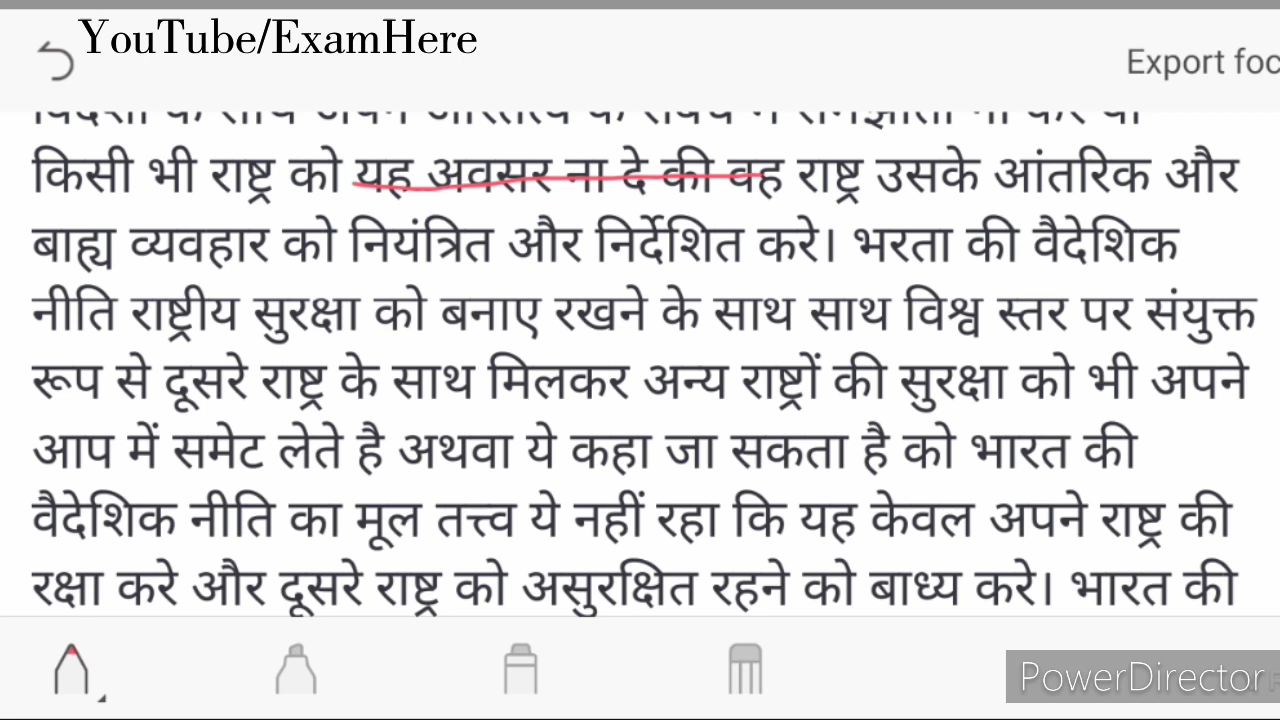 YouTube/ExamHere
Export foc
किसी भी राष्ट्र को यह अवसर ना दे की वह राष्ट्र उसके आंतरिक और
बाह्य व्यवहार को नियंत्रित और निर्देशित करे। भरता की वैदेशिक
नीति राष्ट्रीय सुरक्षा को बनाए रखने के साथ साथ विश्व स्तर पर संयुक्त
रूप से दूसरे राष्ट्र के साथ मिलकर अन्य राष्ट्रों की सुरक्षा को भी अपने
आप में समेट लेते है अथवा ये कहा जा सकता है को भारत की
वैदेशिक नीति का मूल तत्त्व ये नहीं रहा कि यह केवल अपने राष्ट्र की
रक्षा करे और दूसरे राष्ट्र को असुरक्षित रहने को बाध्य करे। भारत की
PowerDirector